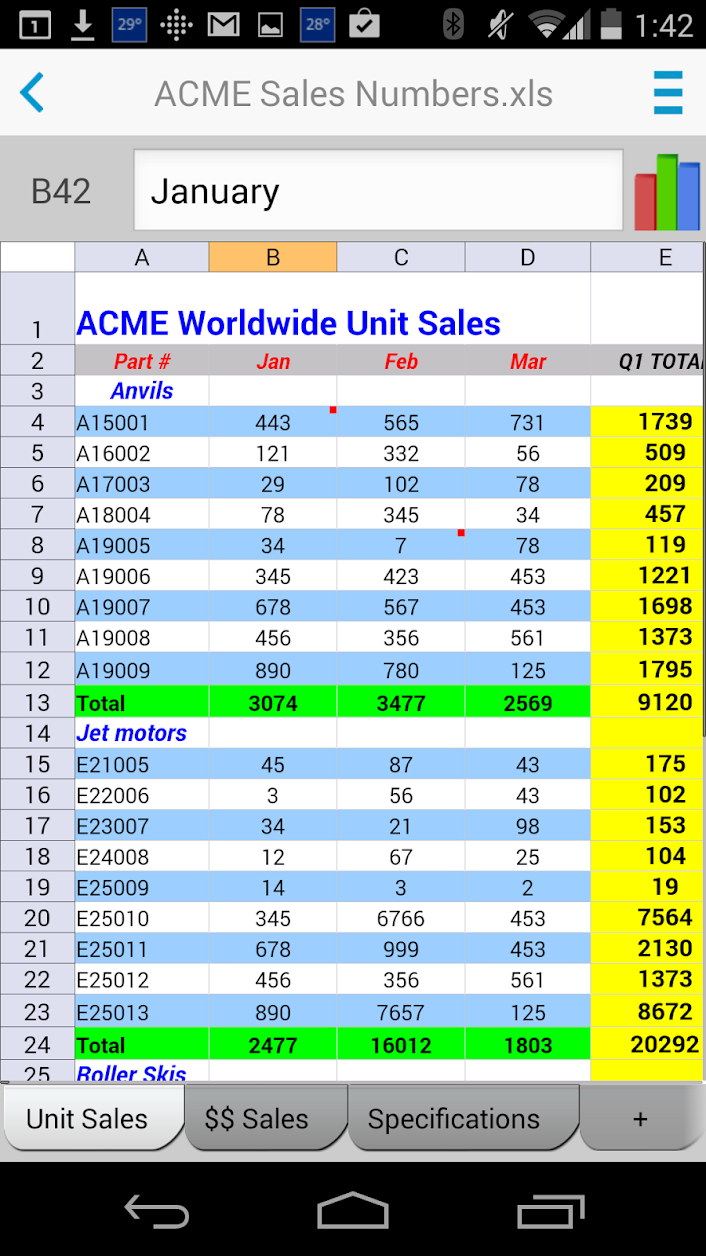 1 29° 28° 1:42
ACME Sales Numbers.xls
B42 January
A B C D E
1 ACME Worldwide Unit Sales
2 Part # Jan Feb Mar Q1 TOTA
3 Anvils
4 A15001 443 565 731 1739
5 A16002 121 332 56 509
6 A17003 29 102 78 209
7 A18004 78 345 34 457
8 A19005 34 7 78 119
9 A19006 345 423 453 1221
10 A19007 678 567 453 1698
11 A19008 456 356 561 1373
12 A19009 890 780 125 1795
13 Total 3074 3477 2569 9120
14 Jet motors
15 E21005 45 87 43 175
16 E22006 3 56 43 102
17 E23007 34 21 98 153
18 E24008 12 67 25 104
19 E25009 14 3 2 19
20 E25010 345 6766 453 7564
21 E25011 678 999 453 2130
22 E25012 456 356 561 1373
23 E25013 890 7657 125 8672
24 Total 2477 16012 1803 20292
25 Roller Skis
Unit Sales $$ Sales Specifications +